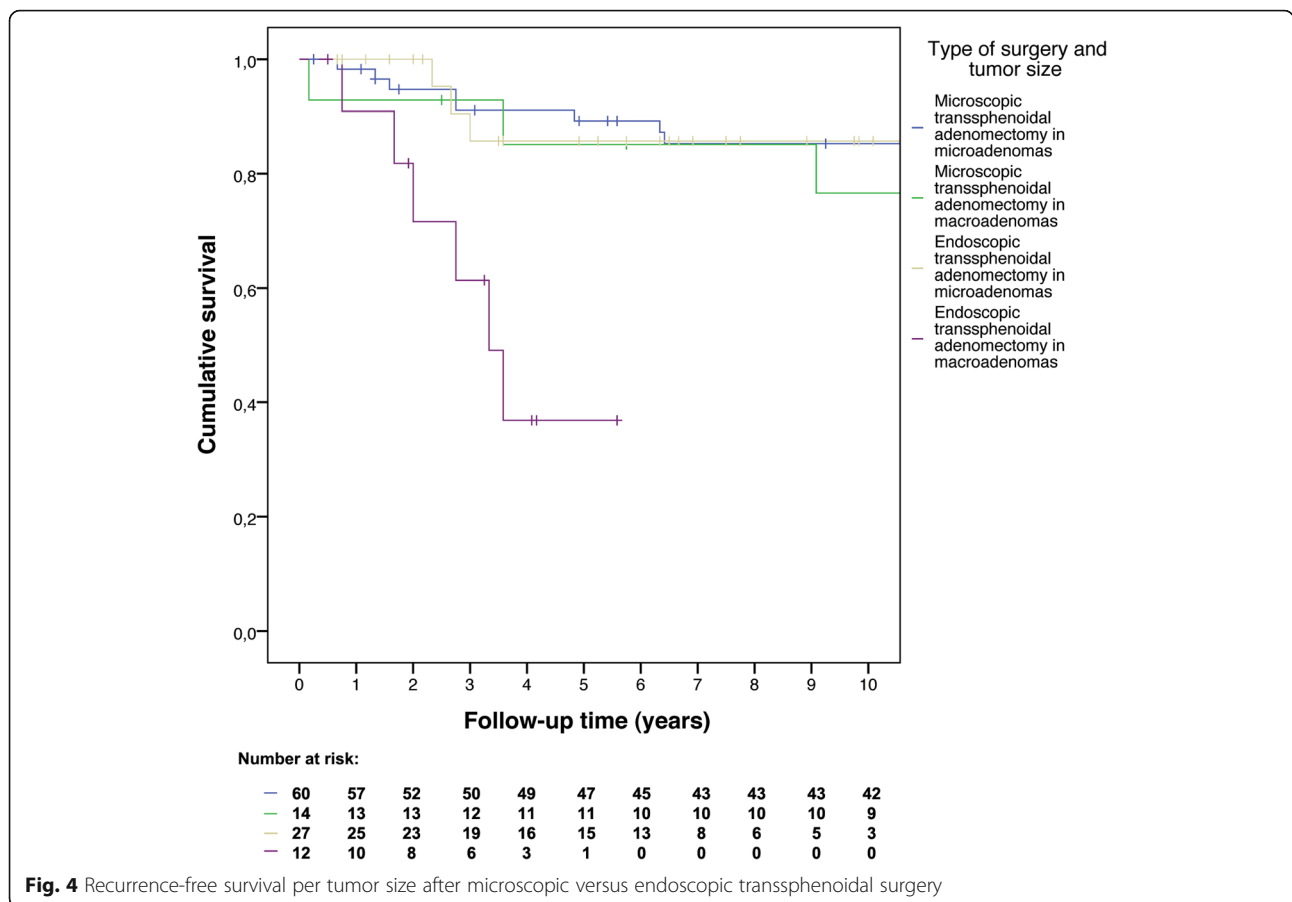 Type of surgery and
tumor size
Microscopic
transsphenoidal
adenomectomy in
microadenomas
Microscopic
transsphenoidal
adenomectomy in
macroadenomas
Endoscopic
transsphenoidal
adenomectomy in
microadenomas
Endoscopic
transsphenoidal
adenomectomy in
macroadenomas
Cumulative survival
1,0
0,8
0,6
0,4
0,2
0,0
0 1 2 3 4 5 6 7 8 9 10
Follow-up time (years)
Number at risk:
60 57 52 50 49 47 45 43 43 43 42
14 13 13 12 11 11 10 10 10 10 9
27 25 23 19 16 15 13 8 6 5 3
12 10 8 6 3 1 0 0 0 0 0
Fig. 4 Recurrence-free survival per tumor size after microscopic versus endoscopic transsphenoidal surgery